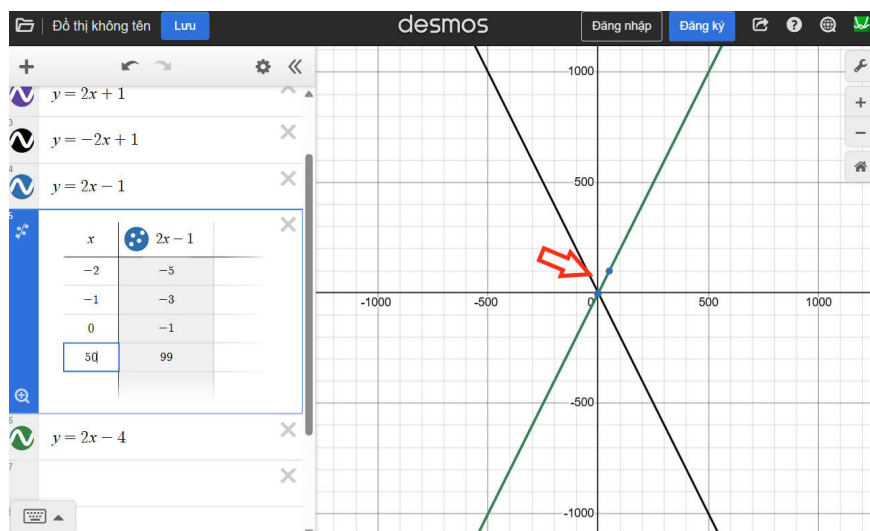 Đồ thị không tên Lưu desmos Đăng nhập Đăng ký
y = 2x + 1
3
y = −2x + 1
4
y = 2x − 1
5
x 2x − 1
−2 −5
−1 −3
0 −1
50 99
6
y = 2x − 4
7
1000
500
-1000 -500 0 500 1000
-500
-1000